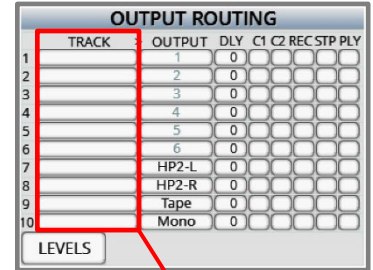 OUTPUT ROUTING
TRACK > OUTPUT DLY C1 C2 REC STP PLY
1 1 0
2 2 0
3 3 0
4 4 0
5 5 0
6 6 0
7 HP2-L 0
8 HP2-R 0
9 Tape 0
10 Mono 0
LEVELS